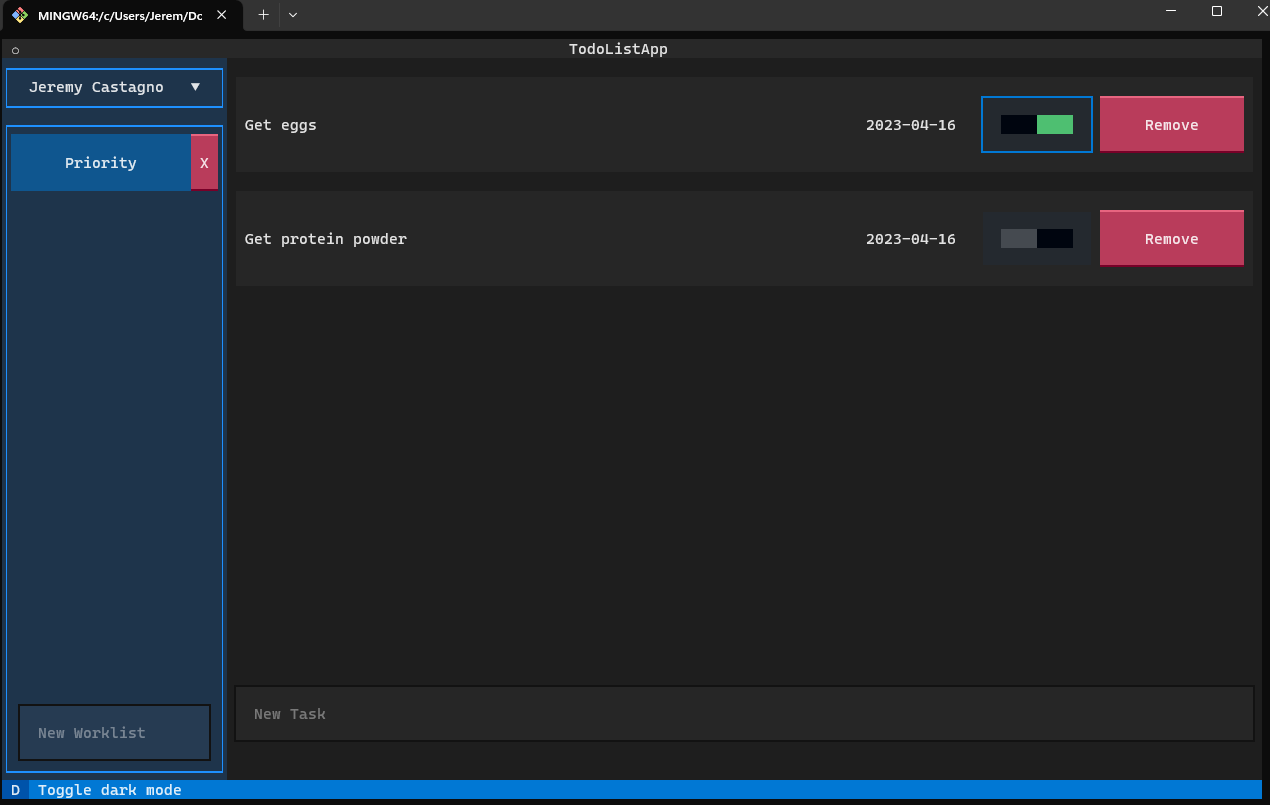 MINGW64:/c/Users/Jerem/Dc
TodoListApp
Jeremy Castagno ▼
Priority X
New Worklist
Get eggs 2023-04-16 Remove
Get protein powder 2023-04-16 Remove
New Task
D Toggle dark mode